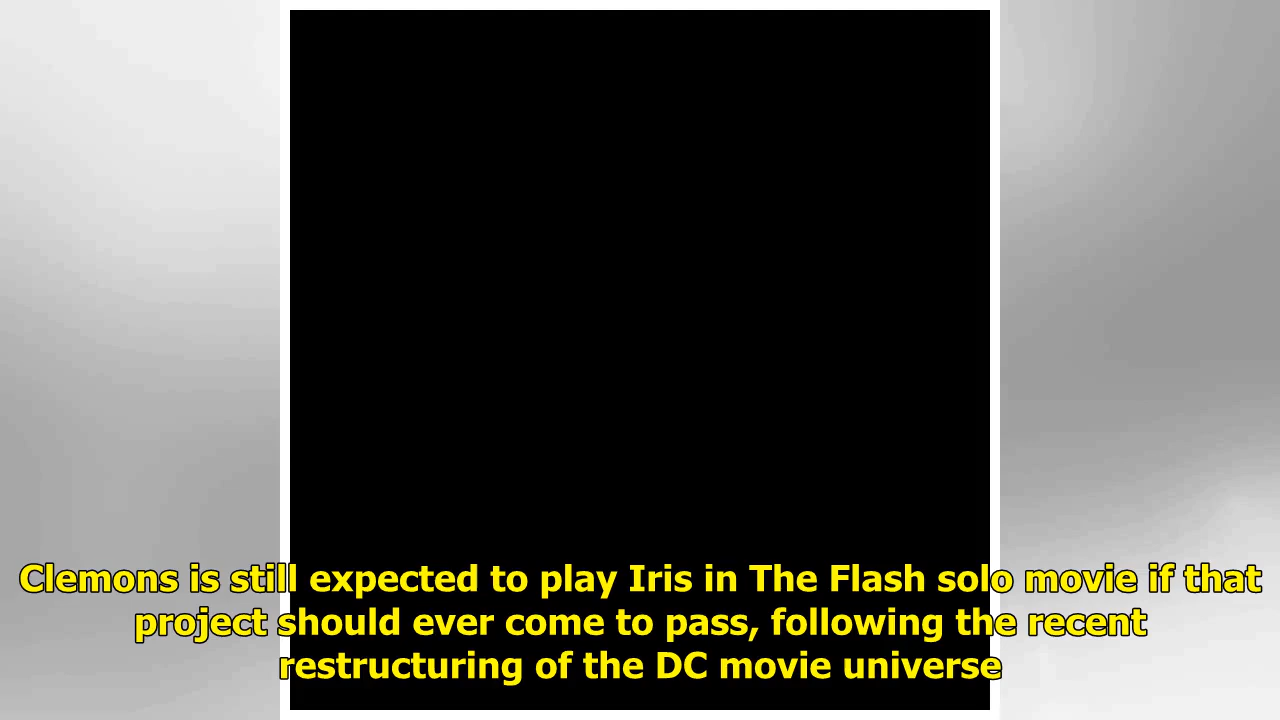 Clemons is still expected to play Iris in The Flash solo movie if that
project should ever come to pass, following the recent
restructuring of the DC movie universe